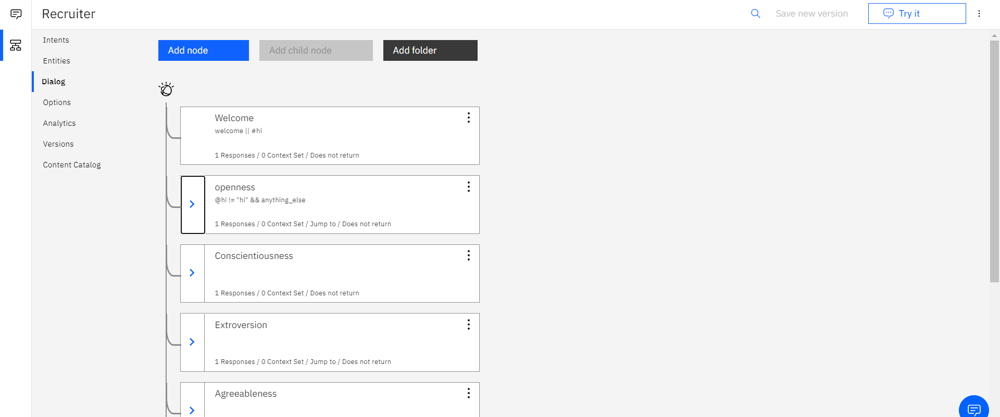 Recruiter
Save new version
Try it
Intents
Entities
Dialog
Options
Analytics
Versions
Content Catalog
Add node
Add child node
Add folder
Welcome
welcome || #hi
1 Responses / 0 Context Set / Does not return
openness
@hi != "hi" && anything_else
1 Responses / 0 Context Set / Jump to / Does not return
Conscientiousness
1 Responses / 0 Context Set / Does not return
Extroversion
1 Responses / 0 Context Set / Jump to / Does not return
Agreeableness